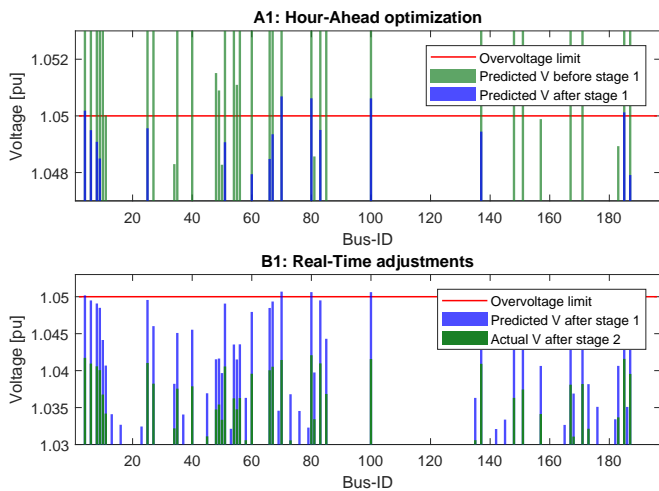 A1: Hour-Ahead optimization
Voltage [pu]
1.052
1.05
1.048
Overvoltage limit
Predicted V before stage 1
Predicted V after stage 1
20 40 60 80 100 120 140 160 180
Bus-ID
B1: Real-Time adjustments
Voltage [pu]
1.05
1.045
1.04
1.035
1.03
Overvoltage limit
Predicted V after stage 1
Actual V after stage 2
20 40 60 80 100 120 140 160 180
Bus-ID